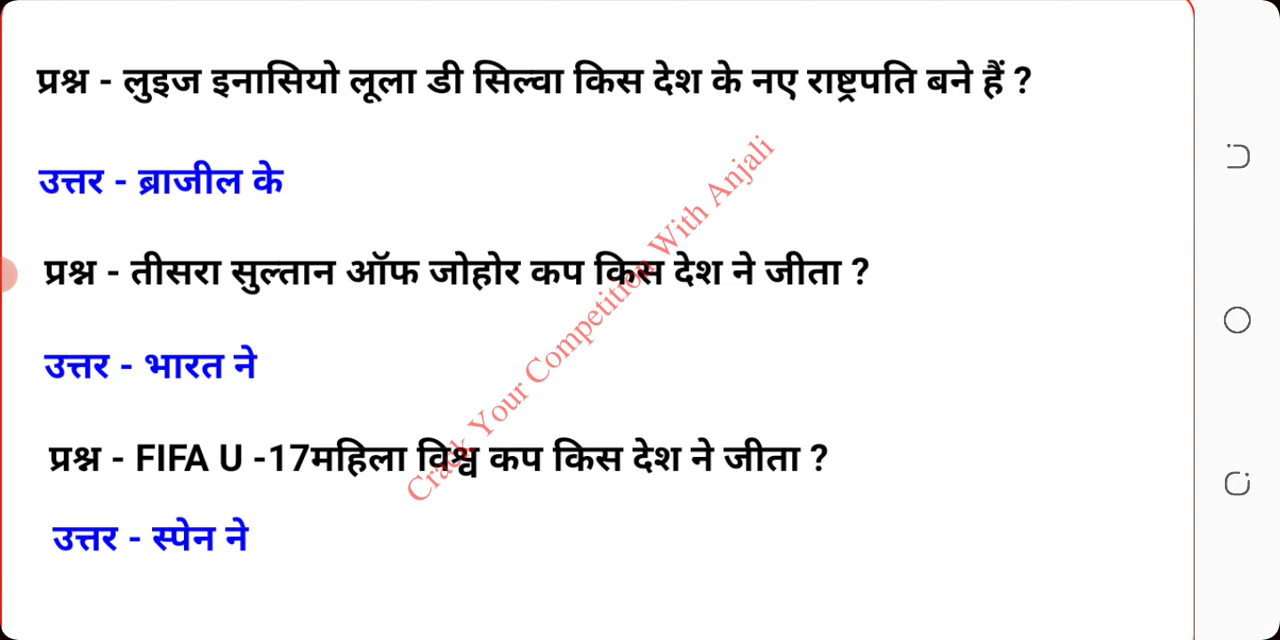 प्रश्न - लुइज इनासियो लूला डी सिल्वा किस देश के नए राष्ट्रपति बने हैं ?
उत्तर - ब्राजील के
प्रश्न - तीसरा सुल्तान ऑफ जोहोर कप किस देश ने जीता ?
उत्तर - भारत ने
प्रश्न - FIFA U -17महिला विश्व कप किस देश ने जीता ?
उत्तर - स्पेन ने
Crack Your Competition With Anjali